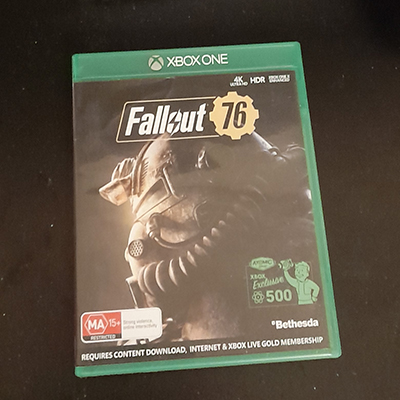 XBOX ONE
4K
ULTRA HD
HDR
XBOX ONE X
ENHANCED
Fallout 76
ATOMIC
XBOX
Exclusive
500
MA 15+
RESTRICTED
Strong violence,
online interactivity
Bethesda
REQUIRES CONTENT DOWNLOAD, INTERNET & XBOX LIVE GOLD MEMBERSHIP